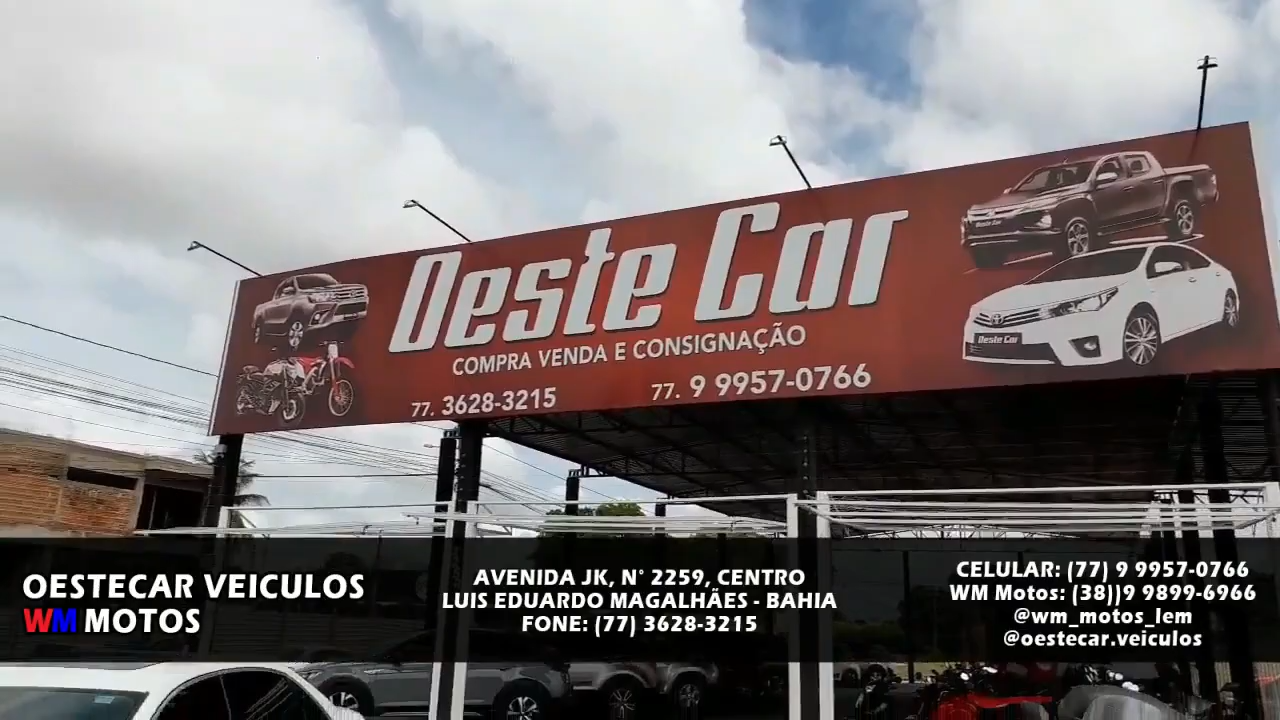 Oeste Car
COMPRA VENDA E CONSIGNAÇÃO
77. 3628-3215
77. 9 9957-0766
Oeste Car
Oeste Car
OESTECAR VEICULOS
WM MOTOS
AVENIDA JK, N° 2259, CENTRO
LUIS EDUARDO MAGALHÃES - BAHIA
FONE: (77) 3628-3215
CELULAR: (77) 9 9957-0766
WM Motos: (38))9 9899-6966
@wm_motos_lem
@oestecar.veiculos